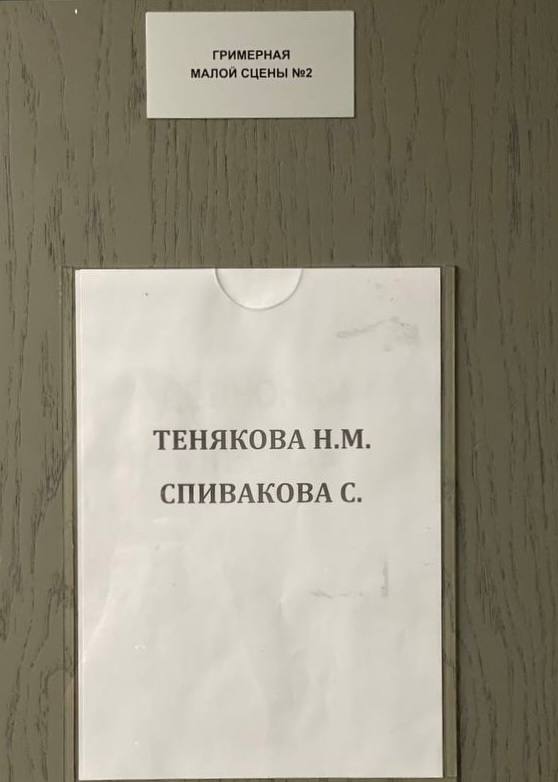 ГРИМЕРНАЯ
МАЛОЙ СЦЕНЫ №2
ТЕНЯКОВА Н.М.
СПИВАКОВА С.